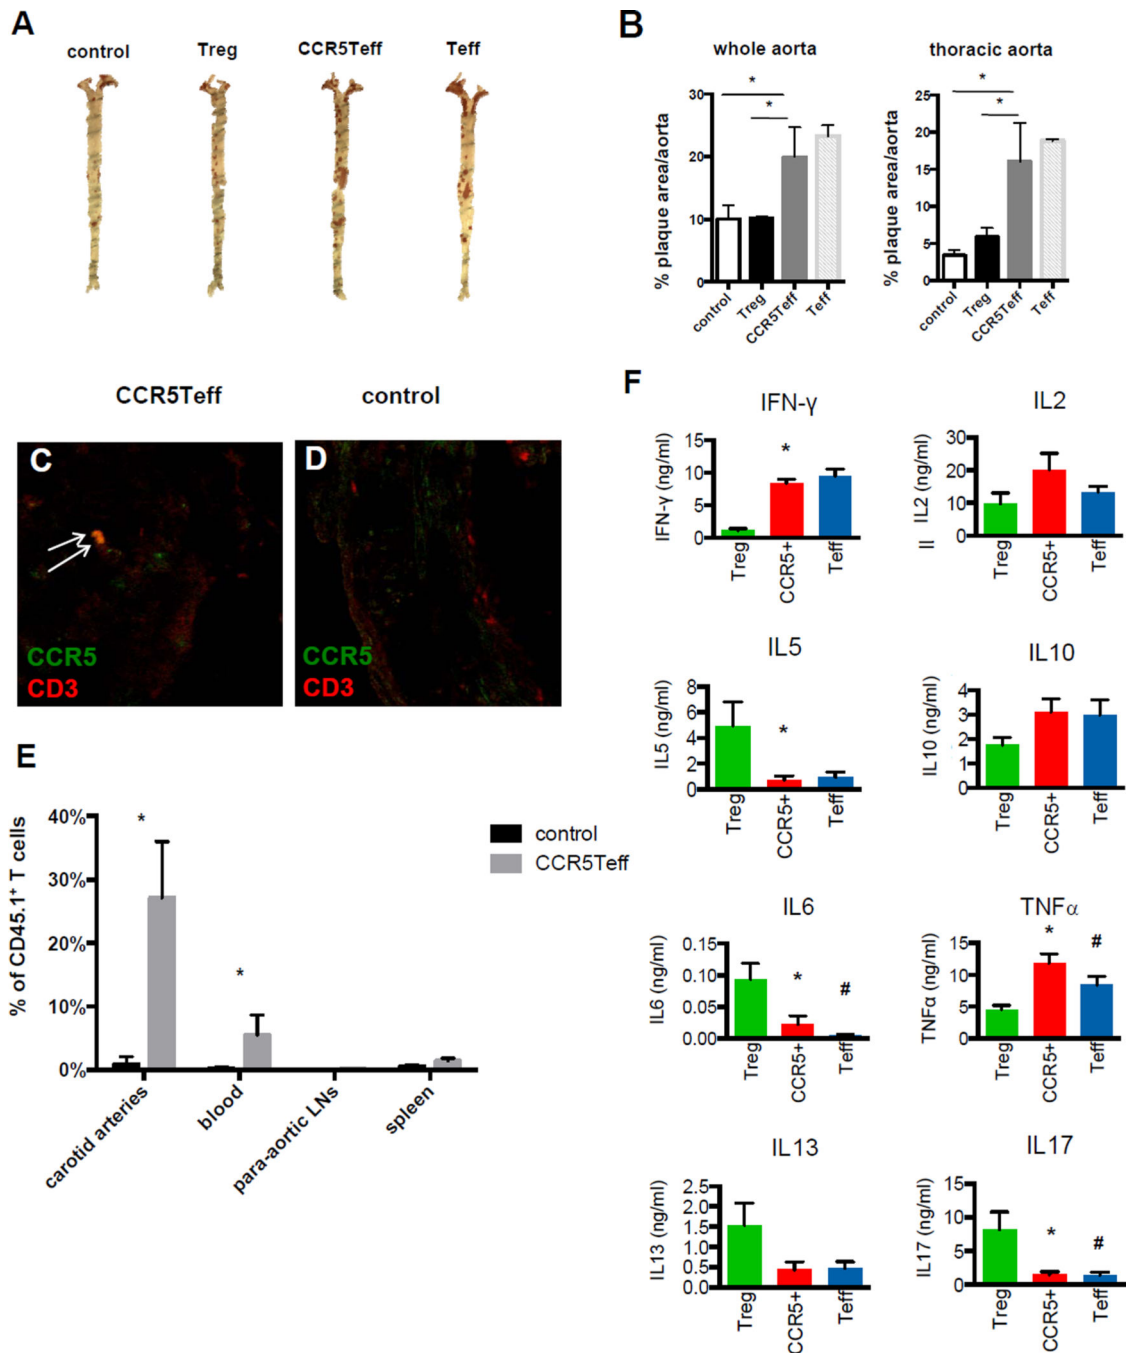 A
control Treg CCR5Teff Teff
B
whole aorta
% plaque area/aorta
30
20
10
0
* *
control Treg CCR5Teff Teff
thoracic aorta
% plaque area/aorta
25
20
15
10
5
0
* *
control Treg CCR5Teff Teff
CCR5Teff control
C
CCR5
CD3
D
CCR5
CD3
E
% of CD45.1+ T cells
40%
30%
20%
10%
0%
* *
carotid arteries blood para-aortic LNs spleen
control
CCR5Teff
F
IFN-γ
IFN-γ (ng/ml)
15
10
5
0
*
Treg CCR5+ Teff
IL2
Il
IL2 (ng/ml)
30
20
10
0
Treg CCR5+ Teff
IL5
IL5 (ng/ml)
8
6
4
2
0
*
Treg CCR5+ Teff
IL10
IL10 (ng/ml)
4
3
2
1
0
Treg CCR5+ Teff
IL6
IL6 (ng/ml)
0.15
0.10
0.05
0.00
* #
Treg CCR5+ Teff
TNFα
TNFα (ng/ml)
15
10
5
0
* #
Treg CCR5+ Teff
IL13
IL13 (ng/ml)
2.5
2.0
1.5
1.0
0.5
0.0
Treg CCR5+ Teff
IL17
IL17 (ng/ml)
15
10
5
0
* #
Treg CCR5+ Teff